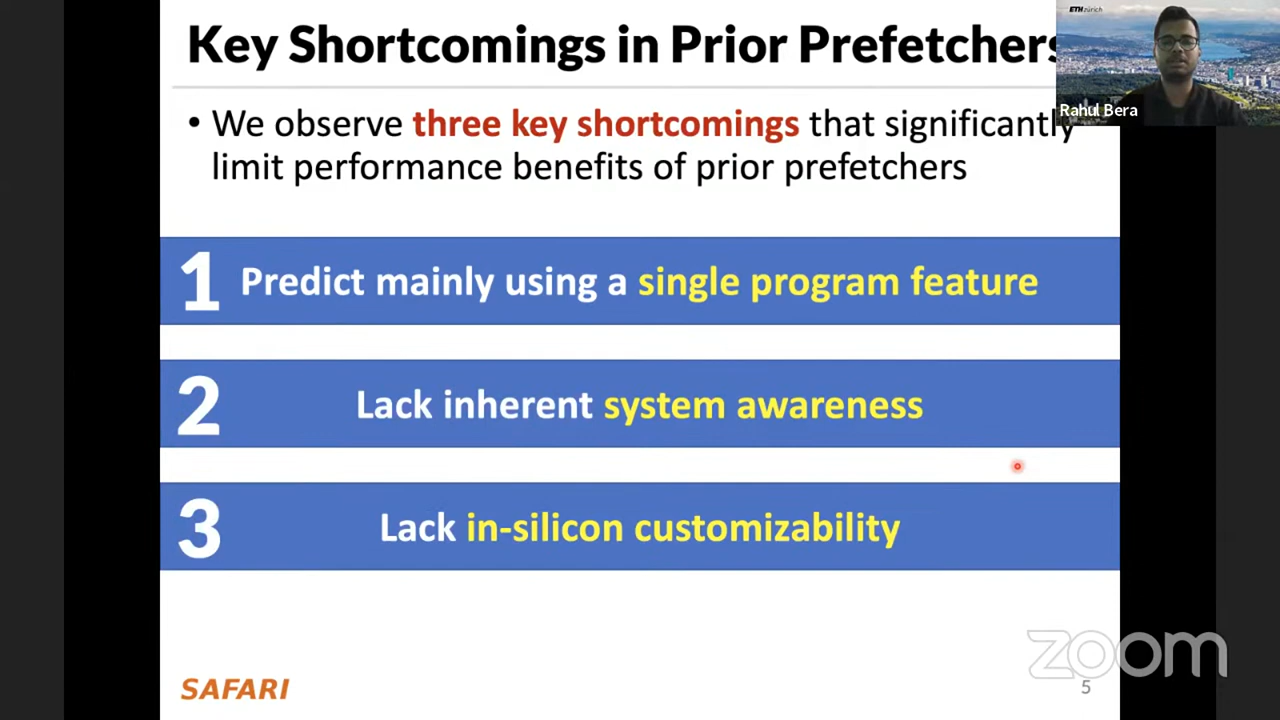 Key Shortcomings in Prior Prefetchers
ETH zürich
Rahul Bera
• We observe three key shortcomings that significantly
limit performance benefits of prior prefetchers
1 Predict mainly using a single program feature
2 Lack inherent system awareness
3 Lack in-silicon customizability
SAFARI
zoom
5